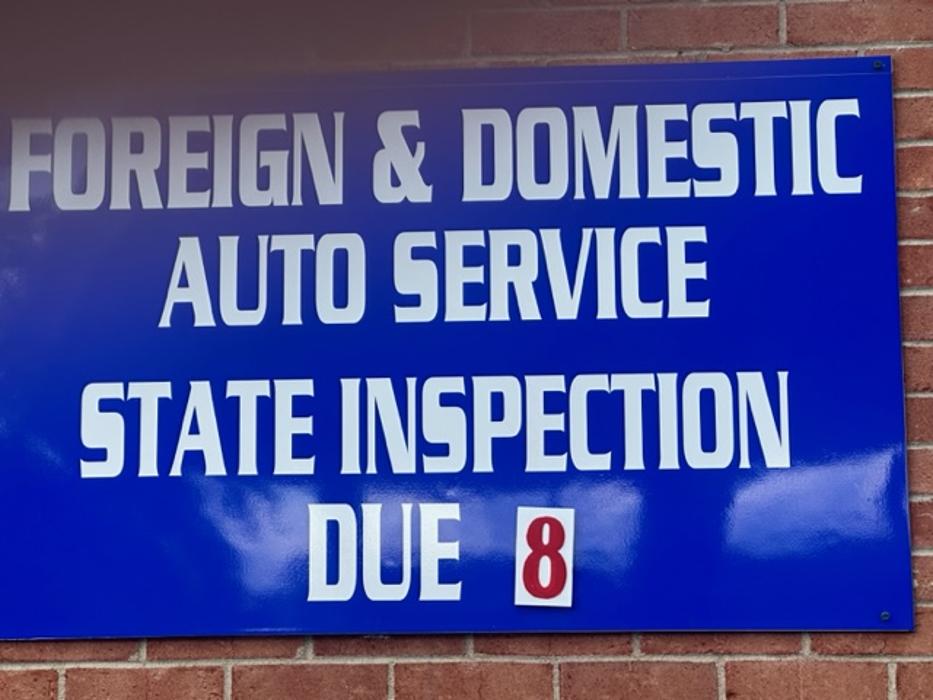 FOREIGN & DOMESTIC
AUTO SERVICE
STATE INSPECTION
DUE 8